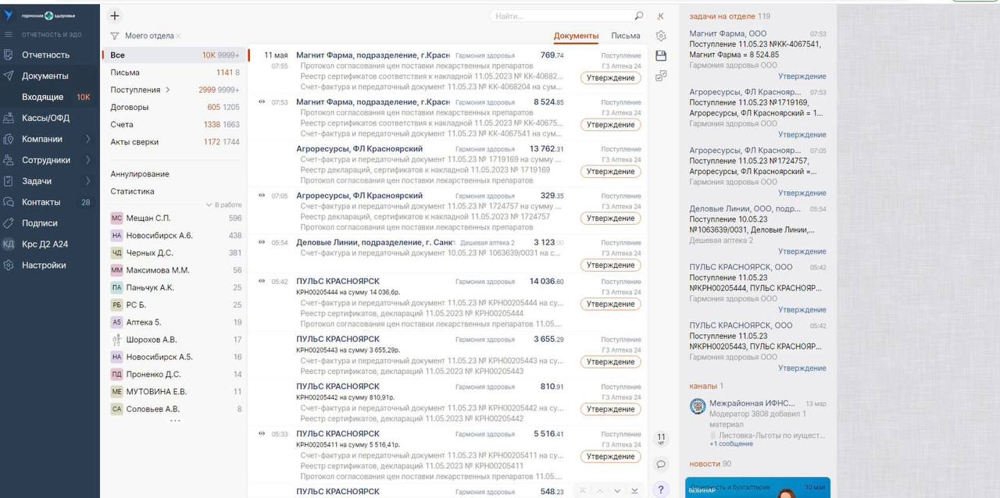 гармония здоровья
ОТЧЕТНОСТЬ И ЭДО
Отчетность
Документы
Входящие 10К
Кассы/ОФД
Компании
Сотрудники
Задачи
Контакты 28
Подписи
КД Крс Д2 А24
Настройки
Моего отдела
Все 10К 9999+
Письма 1141 8
Поступления 2999 9999+
Договоры 605 1205
Счета 1338 1663
Акты сверки 1172 1744
Аннулирование
Статистика
В работе
МС Мещан С.П. 596
НА Новосибирск А.6. 438
ЧД Черных Д.С. 381
ММ Максимова М.М. 56
ПА Паньчук А.К. 25
РБ РС Б. 25
А5 Аптека 5. 19
Шорохов А.В. 17
НА Новосибирск А.5. 16
ПД Проненко Д.С. 14
МЕ МУТОВИНА Е.В. 11
СА Соловьев А.В. 8
Найти...
Документы Письма
11 мая Магнит Фарма, подразделение, г.Красн Гармония здоровья 769.74 Поступление
07:55 Протокол согласования цен поставки лекарственных препаратов ГЗ Аптека 24
Реестр сертификатов соответствия к накладной 11.05.2023 № КК-40682... Утверждение
Счет-фактура и передаточный документ 11.05.23 № КК-4068204 на сум...
07:53 Магнит Фарма, подразделение, г.Красн Гармония здоровья 8 524.85 Поступление
Протокол согласования цен поставки лекарственных препаратов ГЗ Аптека 24
Реестр сертификатов соответствия к накладной 11.05.2023 № КК-40675... Утверждение
Счет-фактура и передаточный документ 11.05.23 № КК-4067541 на сум...
Агроресурсы, ФЛ Красноярский Гармония здоровья 13 762.31 Поступление
Счет-фактура и передаточный документ 11.05.23 № 1719169 на сумму ... ГЗ Аптека 24
Реестр деклараций, сертификатов к накладной 11.05.2023 № 1719169 Утверждение
Протокол согласования цен поставки лекарственных препаратов
07:05 Агроресурсы, ФЛ Красноярский Гармония здоровья 329.35 Поступление
Счет-фактура и передаточный документ 11.05.23 № 1724757 на сумму ... ГЗ Аптека 24
Реестр деклараций, сертификатов к накладной 11.05.2023 № 1724757 Утверждение
Протокол согласования цен поставки лекарственных препаратов
05:54 Деловые Линии, подразделение, г. Санкт Дешевая аптека 2 3 123.00 Поступление
Счет-фактура и передаточный документ 10.05.23 № 1063639/0031 на с... ГЗ Аптека 24
Утверждение
05:42 ПУЛЬС КРАСНОЯРСК Гармония здоровья 14 036.60 Поступление
КРН00205444 на сумму 14 036,6р. ГЗ Аптека 24
Счет-фактура и передаточный документ 11.05.23 № КРН00205444 на су... Утверждение
Реестр сертификатов, деклараций 11.05.2023 № КРН00205444
Протокол согласования цен поставки лекарственных препаратов 11.05....
ПУЛЬС КРАСНОЯРСК Гармония здоровья 3 655.29 Поступление
КРН00205443 на сумму 3 655,29р. ГЗ Аптека 24
Счет-фактура и передаточный документ 11.05.23 № КРН00205443 на су... Утверждение
Реестр сертификатов, деклараций 11.05.2023 № КРН00205443
ПУЛЬС КРАСНОЯРСК Гармония здоровья 810.91 Поступление
КРН00205442 на сумму 810,91р. ГЗ Аптека 24
Счет-фактура и передаточный документ 11.05.23 № КРН00205442 на су... Утверждение
Реестр сертификатов, деклараций 11.05.2023 № КРН00205442
05:33 ПУЛЬС КРАСНОЯРСК Гармония здоровья 5 516.41 Поступление
КРН00205411 на сумму 5 516,41р. ГЗ Аптека 24
Счет-фактура и передаточный документ 11.05.23 № КРН00205411 на су... Утверждение
Реестр сертификатов, деклараций 11.05.2023 № КРН00205411
Протокол согласования цен поставки лекарственных препаратов 11.05....
ПУЛЬС КРАСНОЯРСК Гармония здоровья 548.23 Поступление
11
чт
?
задачи на отделе 119
Магнит Фарма, ООО 07:53
Поступление 11.05.23 №КК-4067541,
Магнит Фарма = 8 524.85
Гармония здоровья ООО
Утверждение
Агроресурсы, ФЛ Краснояр... 07:53
Поступление 11.05.23 №1719169,
Агроресурсы, ФЛ Красноярский = 1...
Гармония здоровья ООО
Утверждение
Агроресурсы, ФЛ Краснояр... 07:05
Поступление 11.05.23 №1724757,
Агроресурсы, ФЛ Красноярский =...
Гармония здоровья ООО
Утверждение
Деловые Линии, ООО, подр... 05:54
Поступление 10.05.23
№1063639/0031, Деловые Линии,...
Дешевая аптека 2
Утверждение
ПУЛЬС КРАСНОЯРСК, ООО 05:42
Поступление 11.05.23
№КРН00205444, ПУЛЬС КРАСНОЯР...
Гармония здоровья ООО
Утверждение
ПУЛЬС КРАСНОЯРСК, ООО 05:42
Поступление 11.05.23
№КРН00205443, ПУЛЬС КРАСНОЯР...
Гармония здоровья ООО
Утверждение
каналы 1
Межрайонная ИФНС... 13 мар
Модератор 3808 добавил 1
материал
Листовка-Льготы по иущест...
+1 сообщение
новости 90
Отчетность и бухгалтерия 10 мая
ВЕБИНАР